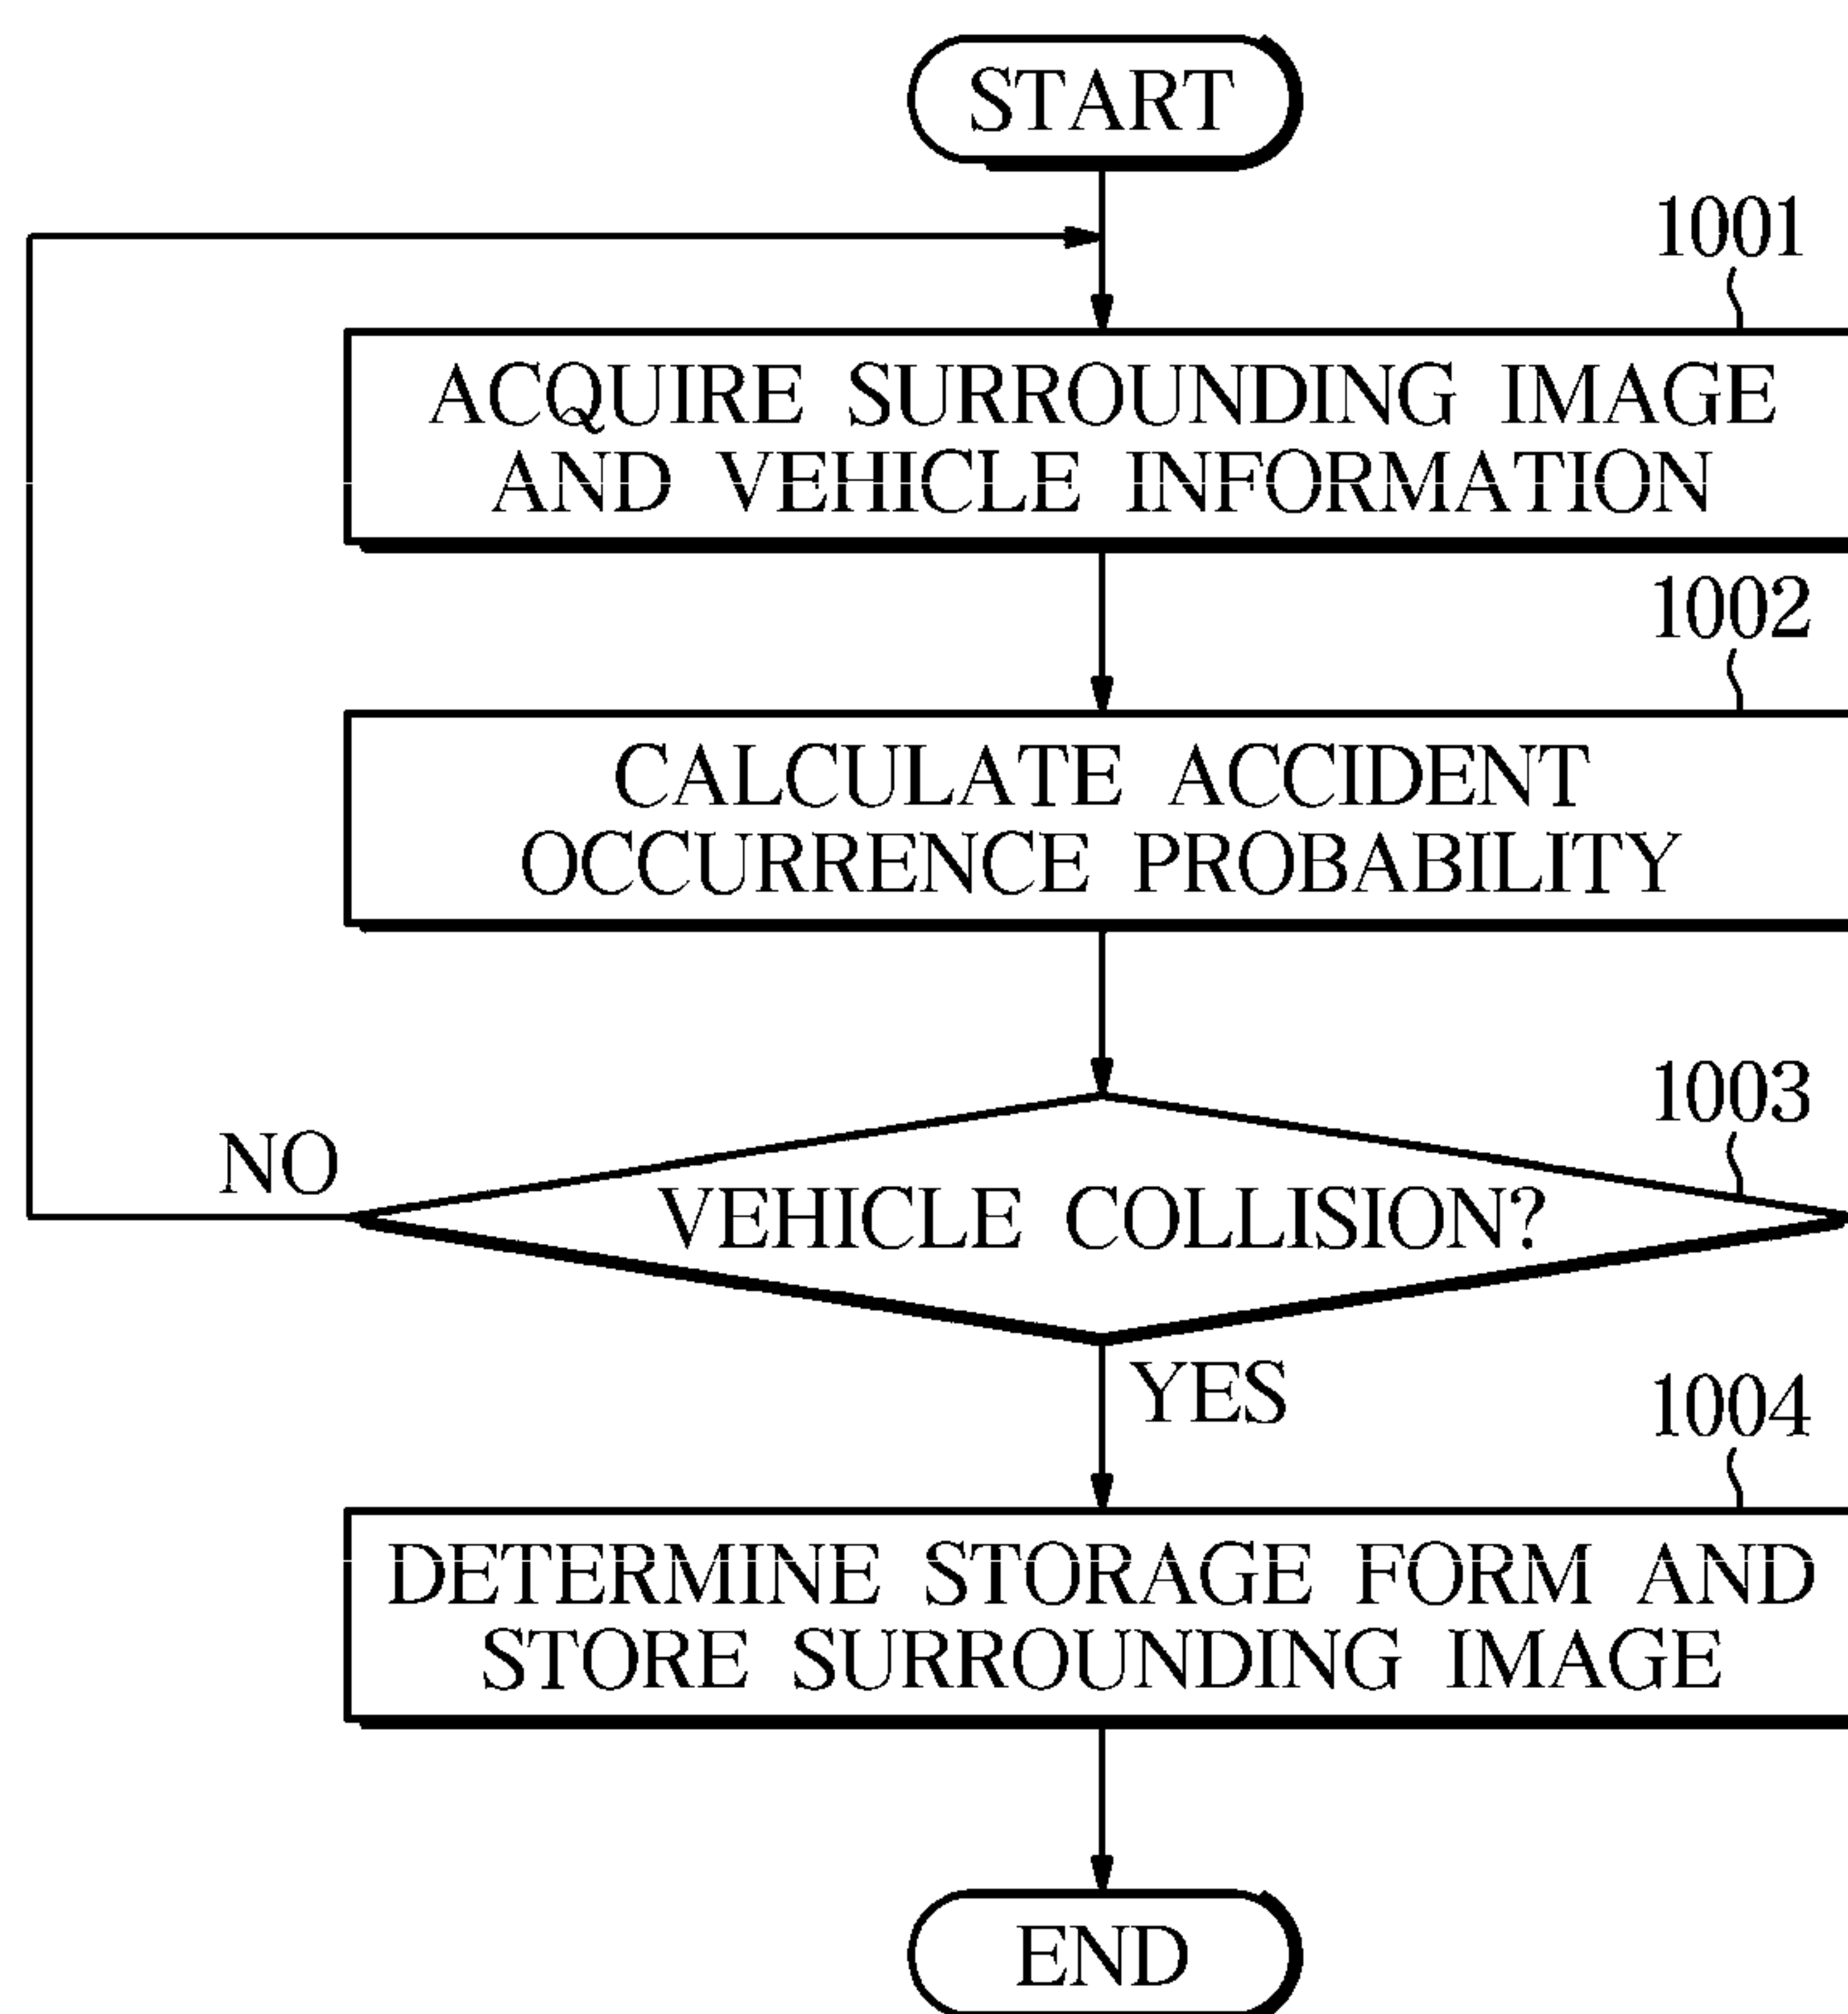 START
1001
ACQUIRE SURROUNDING IMAGE
AND VEHICLE INFORMATION
1002
CALCULATE ACCIDENT
OCCURRENCE PROBABILITY
1003
NO
VEHICLE COLLISION?
YES
1004
DETERMINE STORAGE FORM AND
STORE SURROUNDING IMAGE
END